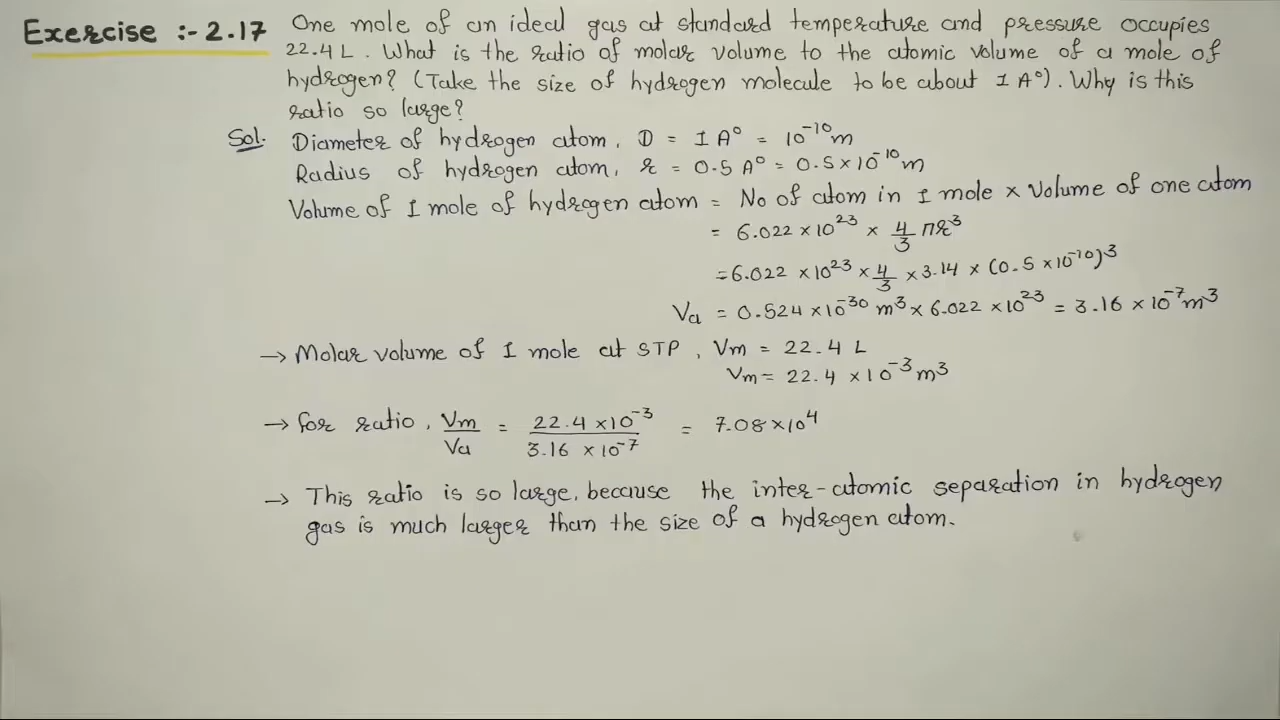 Exercise :- 2.17 One mole of an ideal gas at standard temperature and pressure occupies
22.4 L. What is the ratio of molar volume to the atomic volume of a mole of
hydrogen? (Take the size of hydrogen molecule to be about 1 A°). Why is this
ratio so large?
Sol. Diameter of hydrogen atom, D = 1 A° = 10⁻¹⁰ m
Radius of hydrogen atom, r = 0.5 A° = 0.5 × 10⁻¹⁰ m
Volume of 1 mole of hydrogen atom = No of atom in 1 mole × Volume of one atom
= 6.022 × 10²³ × 4/3 πr³
= 6.022 × 10²³ × 4/3 × 3.14 × (0.5 × 10⁻¹⁰)³
Va = 0.524 × 10⁻³⁰ m³ × 6.022 × 10²³ = 3.16 × 10⁻⁷ m³
→ Molar volume of 1 mole at STP, Vm = 22.4 L
Vm = 22.4 × 10⁻³ m³
→ for ratio, Vm/Va = 22.4 × 10⁻³ / 3.16 × 10⁻⁷ = 7.08 × 10⁴
→ This ratio is so large, because the inter-atomic separation in hydrogen
gas is much larger than the size of a hydrogen atom.